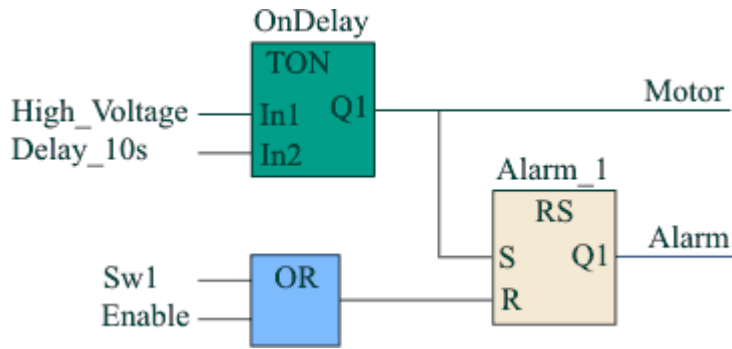 OnDelay
TON
High_Voltage In1 Q1 Motor
Delay_10s In2
Alarm_1
RS
S Q1 Alarm
Sw1 OR
R
Enable